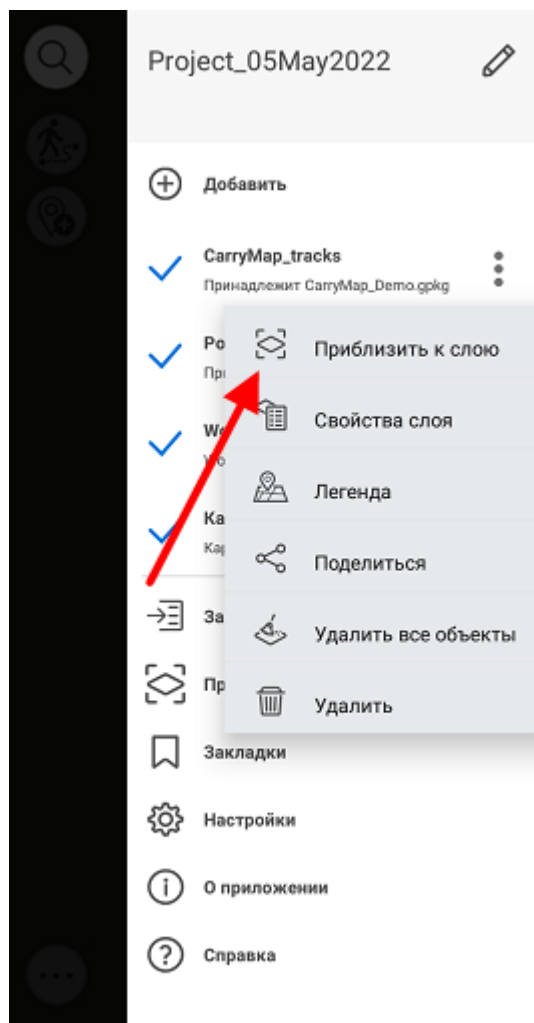 Project_05May2022
Добавить
CarryMap_tracks
Принадлежит CarryMap_Demo.gpkg
Приблизить к слою
Свойства слоя
Легенда
Поделиться
Удалить все объекты
Удалить
Закладки
Настройки
О приложении
Справка